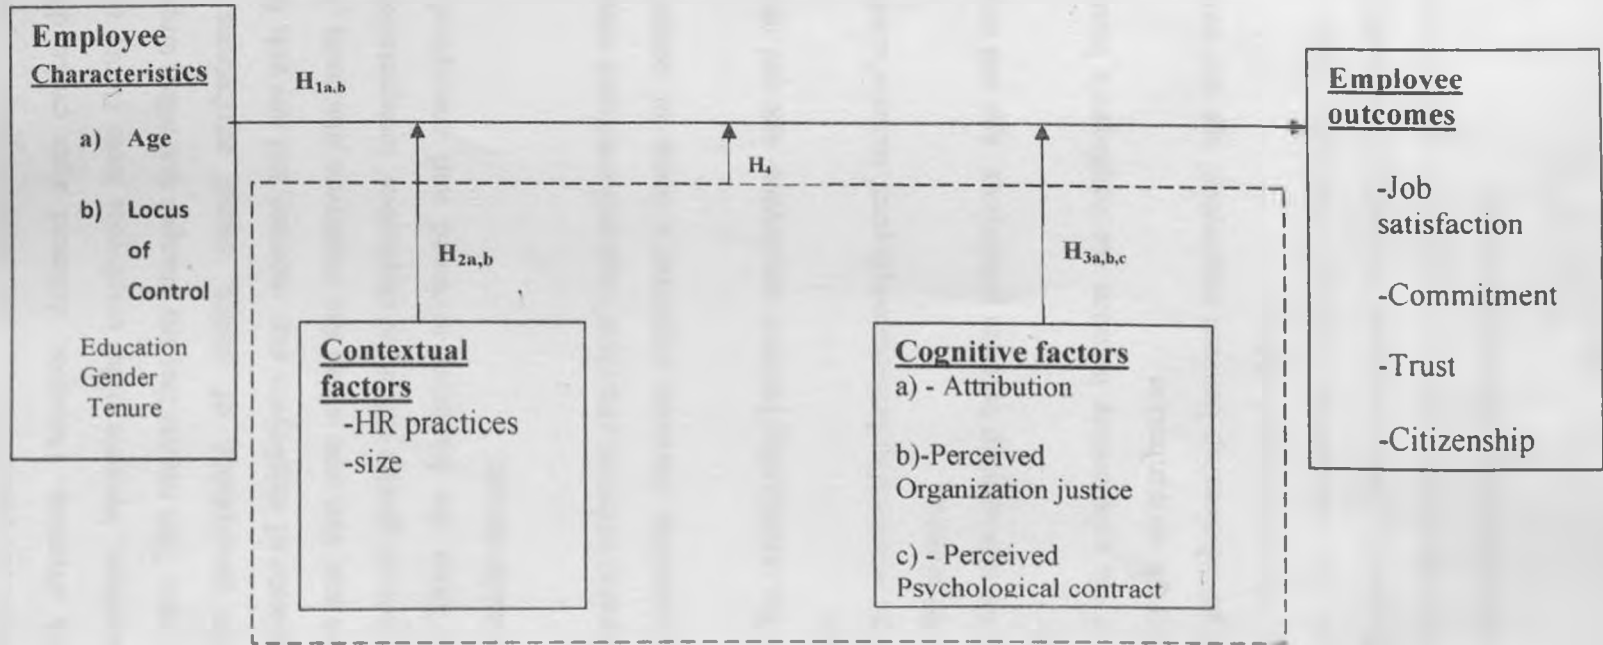 Employee
Characteristics
a) Age
b) Locus
of
Control
Education
Gender
Tenure
H1a,b
H4
H2a,b
H3a,b,c
Contextual
factors
-HR practices
-size
Cognitive factors
a) - Attribution
b)-Perceived
Organization justice
c) - Perceived
Psychological contract
Employee
outcomes
-Job
satisfaction
-Commitment
-Trust
-Citizenship